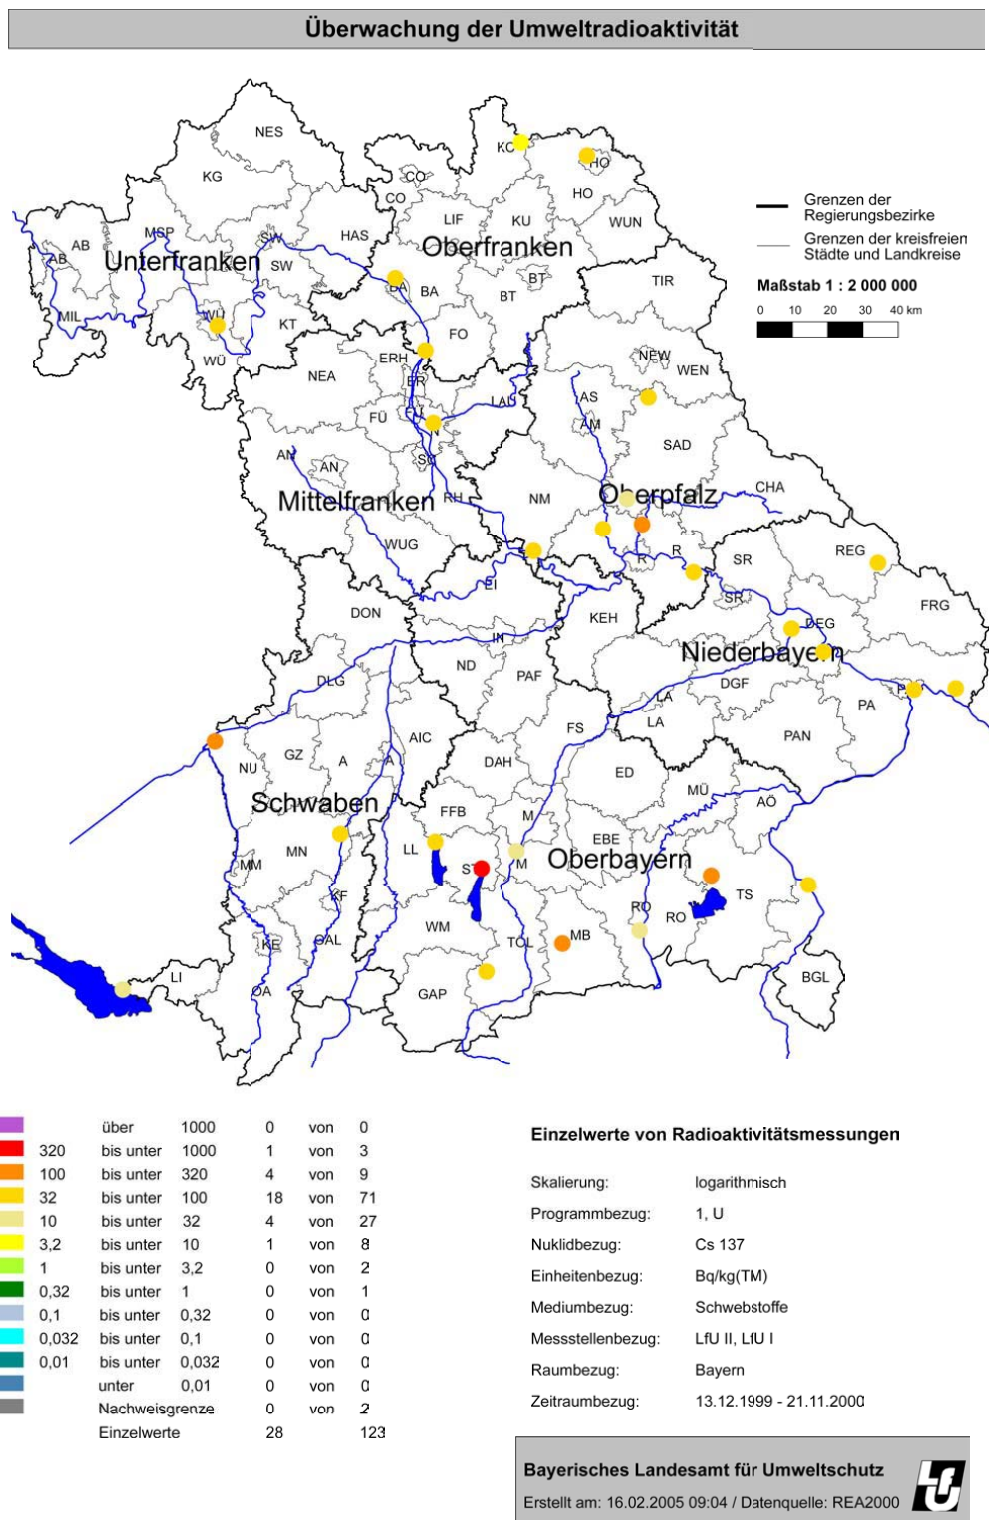 Überwachung der Umweltradioaktivität
NES
KG
KC
HO
HO
CO
CO
LIF
KU
WUN
HAS
Oberfranken
AB
AB
MSP
SW
SW
Unterfranken
BT
BT
TIR
BA
BA
MIL
WÜ
WÜ
KT
FO
ERH
NEA
ER
NEW
WEN
FÜ
LAU
N
AS
AM
SAD
AN
AN
SC
Mittelfranken
RH
NM
Oberpfalz
CHA
WUG
R
R
SR
SR
REG
EI
FRG
DON
KEH
DEG
IN
Niederbayern
ND
PAF
DGF
DLG
LA
LA
PA
PAN
FS
AIC
GZ
A
A
NU
DAH
ED
MÜ
AÖ
Schwaben
FFB
M
M
EBE
LL
Oberbayern
MN
MM
TS
KF
RO
RO
WM
KE
OAL
TÖL
MB
LI
OA
GAP
BGL
Grenzen der
Regierungsbezirke
Grenzen der kreisfreien
Städte und Landkreise
Maßstab 1 : 2 000 000
0 10 20 30 40 km
über 1000 0 von 0
320 bis unter 1000 1 von 3
100 bis unter 320 4 von 9
32 bis unter 100 18 von 71
10 bis unter 32 4 von 27
3,2 bis unter 10 1 von 8
1 bis unter 3,2 0 von 2
0,32 bis unter 1 0 von 1
0,1 bis unter 0,32 0 von 0
0,032 bis unter 0,1 0 von 0
0,01 bis unter 0,032 0 von 0
unter 0,01 0 von 0
Nachweisgrenze 0 von 2
Einzelwerte 28 123
Einzelwerte von Radioaktivitätsmessungen
Skalierung: logarithmisch
Programmbezug: 1, U
Nuklidbezug: Cs 137
Einheitenbezug: Bq/kg(TM)
Mediumbezug: Schwebstoffe
Messstellenbezug: LfU II, LfU I
Raumbezug: Bayern
Zeitraumbezug: 13.12.1999 - 21.11.2000
Bayerisches Landesamt für Umweltschutz
Erstellt am: 16.02.2005 09:04 / Datenquelle: REA2000
LfU